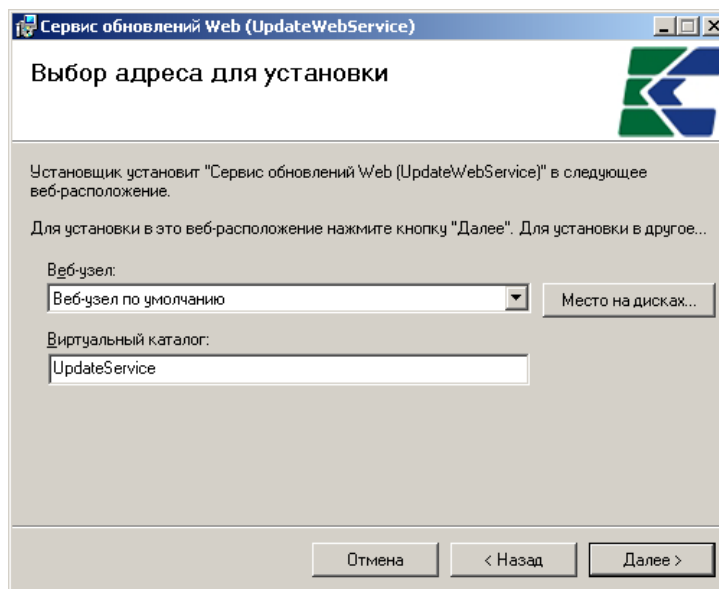 Сервис обновлений Web (UpdateWebService)
Выбор адреса для установки
Установщик установит "Сервис обновлений Web (UpdateWebService)" в следующее
веб-расположение.
Для установки в это веб-расположение нажмите кнопку "Далее". Для установки в другое...
Веб-узел:
Веб-узел по умолчанию
Место на дисках...
Виртуальный каталог:
UpdateService
Отмена
< Назад
Далее >